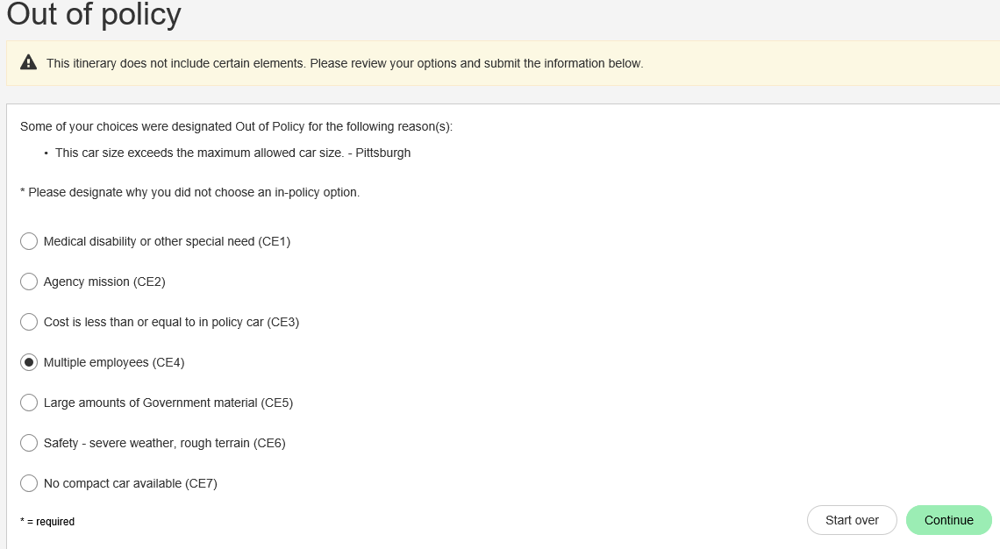 Out of policy
This itinerary does not include certain elements. Please review your options and submit the information below.
Some of your choices were designated Out of Policy for the following reason(s):
• This car size exceeds the maximum allowed car size. - Pittsburgh
* Please designate why you did not choose an in-policy option.
Medical disability or other special need (CE1)
Agency mission (CE2)
Cost is less than or equal to in policy car (CE3)
Multiple employees (CE4)
Large amounts of Government material (CE5)
Safety - severe weather, rough terrain (CE6)
No compact car available (CE7)
* = required
Start over
Continue